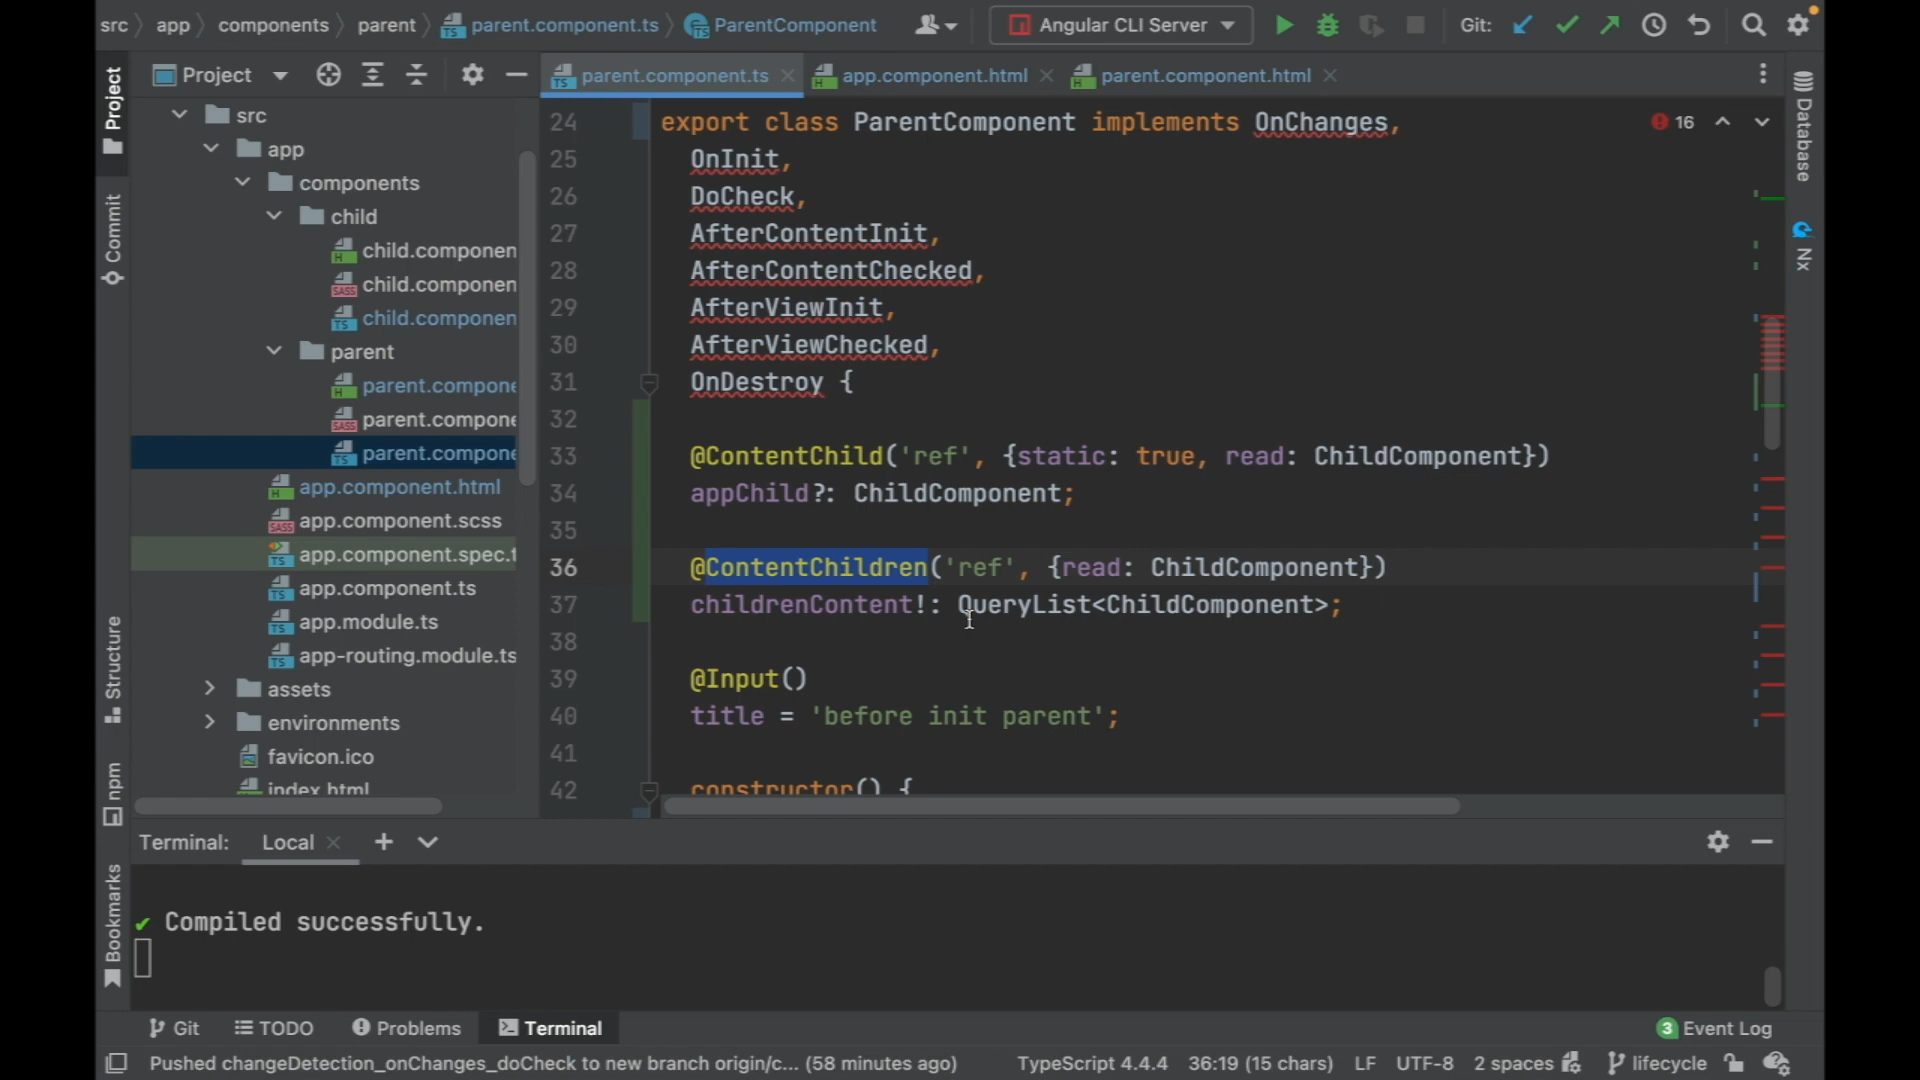 src
app
components
parent
parent.component.ts
ParentComponent
Angular CLI Server
Git:
Project
Commit
Structure
npm
Bookmarks
Project
src
app
components
child
child.componen
child.componen
child.componen
parent
parent.compone
parent.compone
parent.compone
app.component.html
app.component.scss
app.component.spec.t
app.component.ts
app.module.ts
app-routing.module.ts
assets
environments
favicon.ico
index.html
parent.component.ts
app.component.html
parent.component.html
24 export class ParentComponent implements OnChanges,
25 OnInit,
26 DoCheck,
27 AfterContentInit,
28 AfterContentChecked,
29 AfterViewInit,
30 AfterViewChecked,
31 OnDestroy {
32
33 @ContentChild('ref', {static: true, read: ChildComponent})
34 appChild?: ChildComponent;
35
36 @ContentChildren('ref', {read: ChildComponent})
37 childrenContent!: QueryList<ChildComponent>;
38
39 @Input()
40 title = 'before init parent';
41
42 constructor() {
16
Database
Nx
Terminal: Local
✔ Compiled successfully.
Git TODO Problems Terminal
3 Event Log
Pushed changeDetection_onChanges_doCheck to new branch origin/c... (58 minutes ago)
TypeScript 4.4.4 36:19 (15 chars) LF UTF-8 2 spaces lifecycle